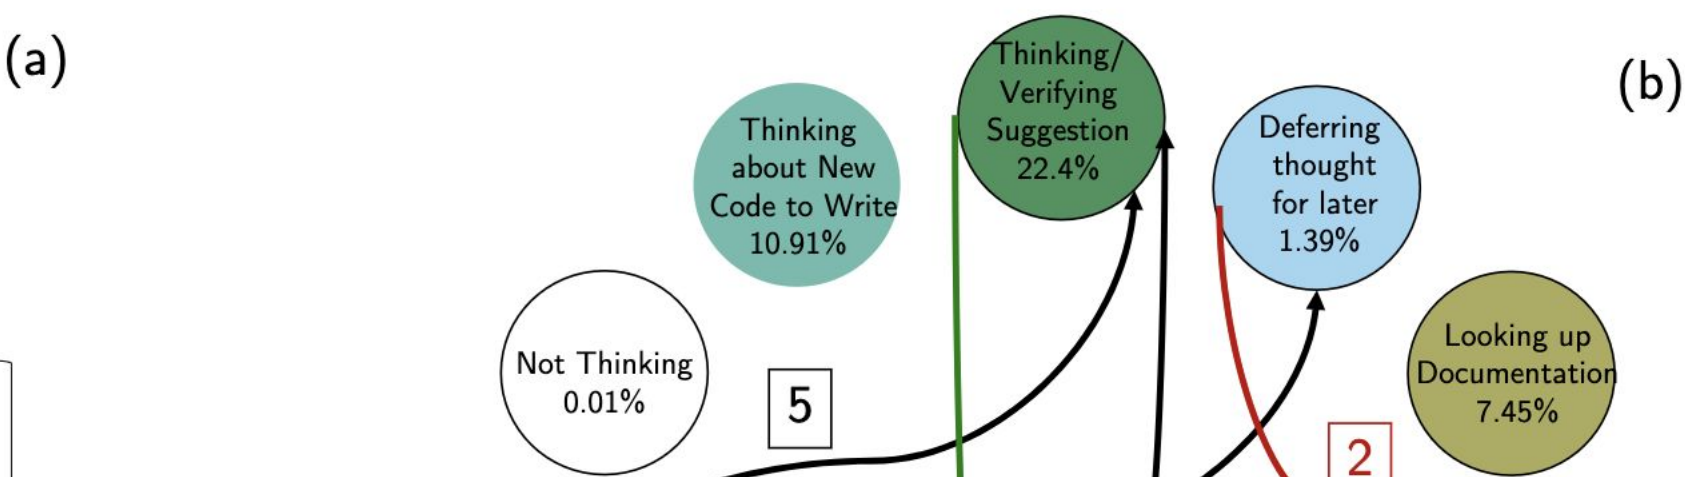 (a)
Thinking/
Verifying
Suggestion
22.4%
(b)
Thinking
about New
Code to Write
10.91%
Deferring
thought
for later
1.39%
Not Thinking
0.01%
5
Looking up
Documentation
7.45%
2